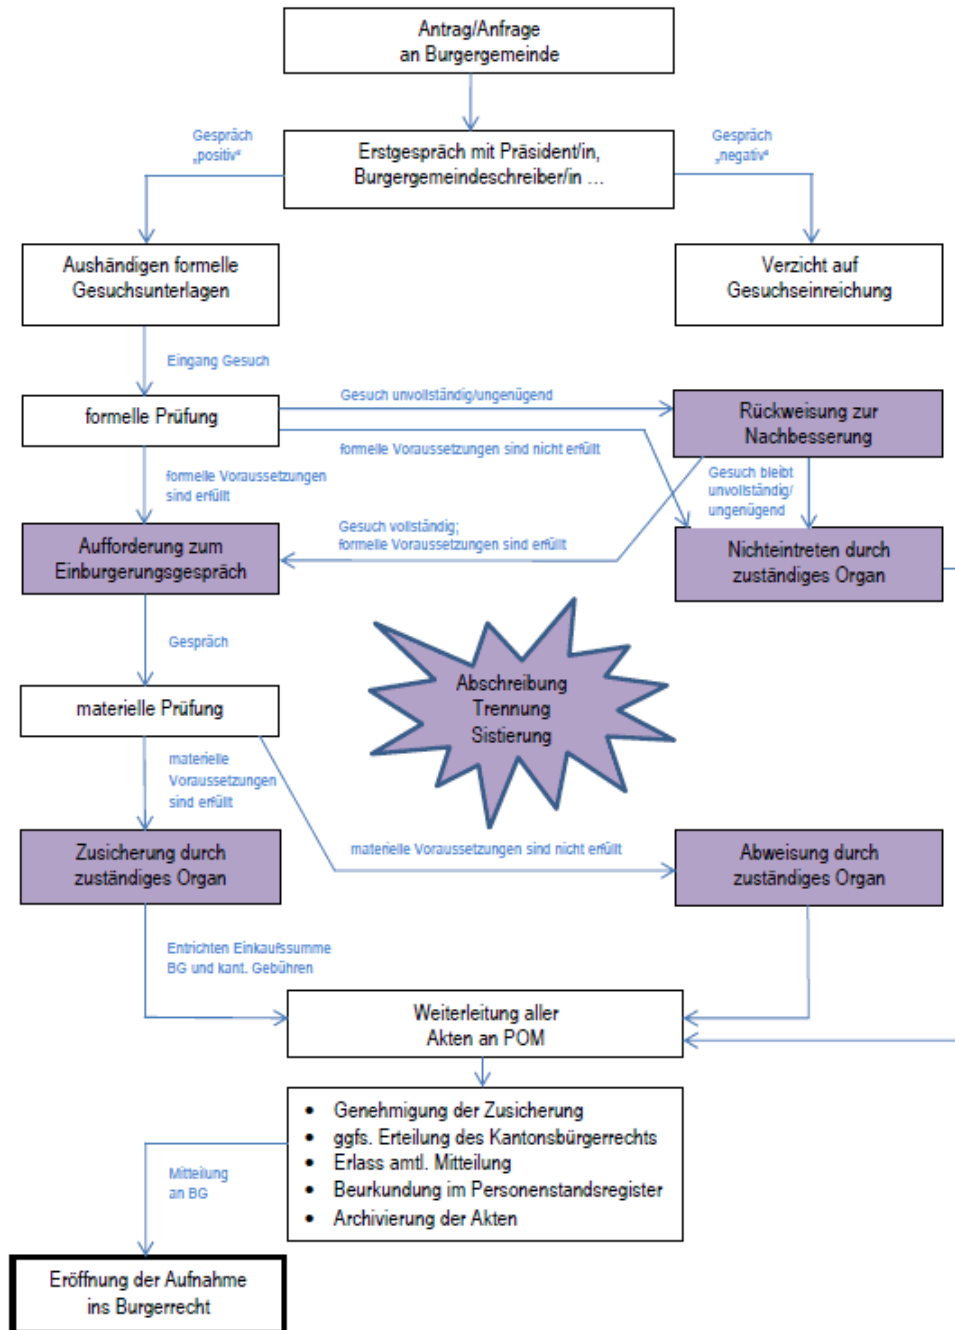 Antrag/Anfrage
an Burgergemeinde
Gespräch
„positiv“
Erstgespräch mit Präsident/in,
Burgergemeindeschreiber/in ...
Gespräch
„negativ“
Aushändigen formelle
Gesuchsunterlagen
Verzicht auf
Gesuchseinreichung
Eingang Gesuch
formelle Prüfung
Gesuch unvollständig/ungenügend
Rückweisung zur
Nachbesserung
formelle Voraussetzungen sind nicht erfüllt
formelle Voraussetzungen
sind erfüllt
Gesuch bleibt
unvollständig/
ungenügend
Gesuch vollständig;
formelle Voraussetzungen sind erfüllt
Aufforderung zum
Einburgerungsgespräch
Nichteintreten durch
zuständiges Organ
Gespräch
Abschreibung
Trennung
Sistierung
materielle Prüfung
materielle
Voraussetzungen
sind erfüllt
materielle Voraussetzungen sind nicht erfüllt
Zusicherung durch
zuständiges Organ
Abweisung durch
zuständiges Organ
Entrichten Einkaufssumme
BG und kant. Gebühren
Weiterleitung aller
Akten an POM
• Genehmigung der Zusicherung
• ggfs. Erteilung des Kantonsbürgerrechts
• Erlass amtl. Mitteilung
• Beurkundung im Personenstandsregister
• Archivierung der Akten
Mitteilung
an BG
Eröffnung der Aufnahme
ins Burgerrecht